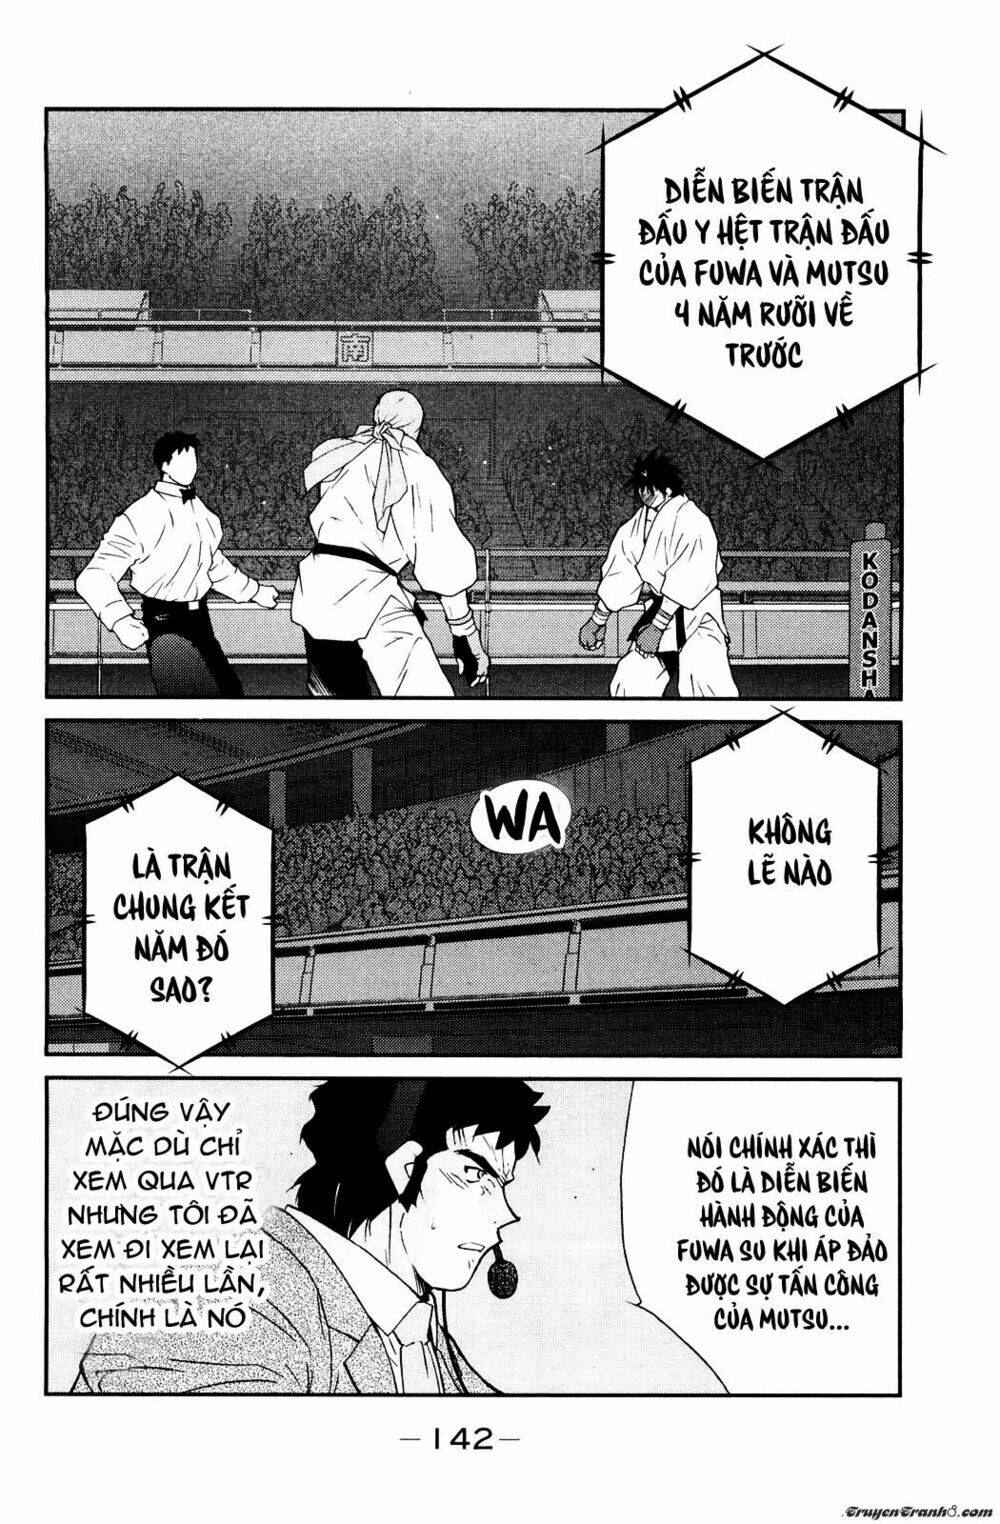 DIỄN BIẾN TRẬN
ĐẤU Y HỆT TRẬN ĐẤU
CỦA FUWA VÀ MUTSU
4 NĂM RƯỠI VỀ
TRƯỚC
南
KODANSHA
KHÔNG
LẼ NÀO
WA
LÀ TRẬN
CHUNG KẾT
NĂM ĐÓ
SAO?
NÓI CHÍNH XÁC THÌ
ĐÓ LÀ DIỄN BIẾN
HÀNH ĐỘNG CỦA
FUWA SU KHI ÁP ĐẢO
ĐƯỢC SỰ TẤN CÔNG
CỦA MUTSU...
ĐÚNG VẬY
MẶC DÙ CHỈ
XEM QUA VTR
NHƯNG TÔI ĐÃ
XEM ĐI XEM LẠI
RẤT NHIỀU LẦN,
CHÍNH LÀ NÓ
— 142 —
TruyenTranh8.com